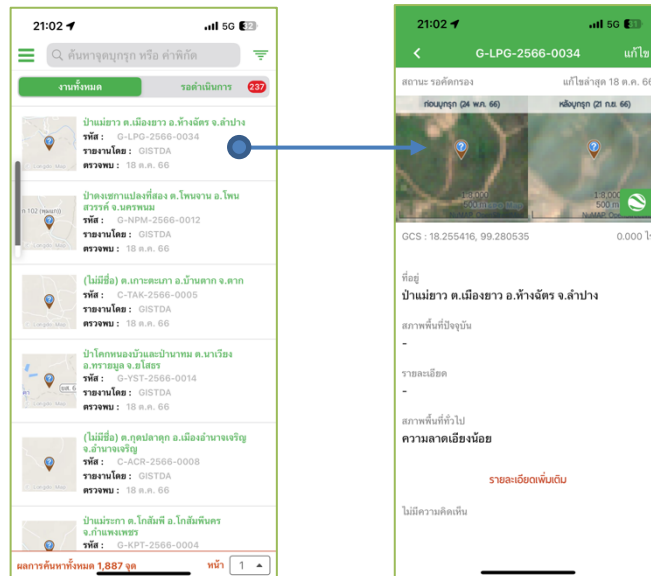 21:02
5G 32
ค้นหาจุดบุกรุก หรือ ค่าพิกัด
งานทั้งหมด
รอดำเนินการ 237
ป่าแม่ยาว ต.เมืองยาว อ.ห้างฉัตร จ.ลำปาง
รหัส : G-LPG-2566-0034
รายงานโดย : GISTDA
ตรวจพบ : 18 ต.ค. 66
ป่าดงเซกาแปลงที่สอง ต.โพนจาน อ.โพน
สวรรค์ จ.นครพนม
รหัส : G-NPM-2566-0012
รายงานโดย : GISTDA
ตรวจพบ : 18 ต.ค. 66
(ไม่มีชื่อ) ต.เกาะตะเภา อ.บ้านตาก จ.ตาก
รหัส : C-TAK-2566-0005
รายงานโดย : GISTDA
ตรวจพบ : 18 ต.ค. 66
ป่าโคกหนองบัวและป่านาทม ต.นาเวียง
อ.ทรายมูล จ.ยโสธร
รหัส : G-YST-2566-0014
รายงานโดย : GISTDA
ตรวจพบ : 18 ต.ค. 66
(ไม่มีชื่อ) ต.กุดปลาดุก อ.เมืองอำนาจเจริญ
จ.อำนาจเจริญ
รหัส : C-ACR-2566-0008
รายงานโดย : GISTDA
ตรวจพบ : 18 ต.ค. 66
ป่าแม่ระกา ต.โกสัมพี อ.โกสัมพีนคร
จ.กำแพงเพชร
รหัส : G-KPT-2566-0004
ผลการค้นหาทั้งหมด 1,887 จุด
หน้า 1
21:02
5G
G-LPG-2566-0034
แก้ไข
สถานะ รอคัดกรอง
แก้ไขล่าสุด 18 ต.ค. 66
ก่อนบุกรุก (24 พ.ค. 66)
หลังบุกรุก (21 ก.ย. 66)
1:8,000
500 m
1:8,000
500 m
GCS : 18.255416, 99.280535
0.000 ไร่
ที่อยู่
ป่าแม่ยาว ต.เมืองยาว อ.ห้างฉัตร จ.ลำปาง
สภาพพื้นที่ปัจจุบัน
-
รายละเอียด
-
สภาพพื้นที่ทั่วไป
ความลาดเอียงน้อย
รายละเอียดเพิ่มเติม
ไม่มีความคิดเห็น